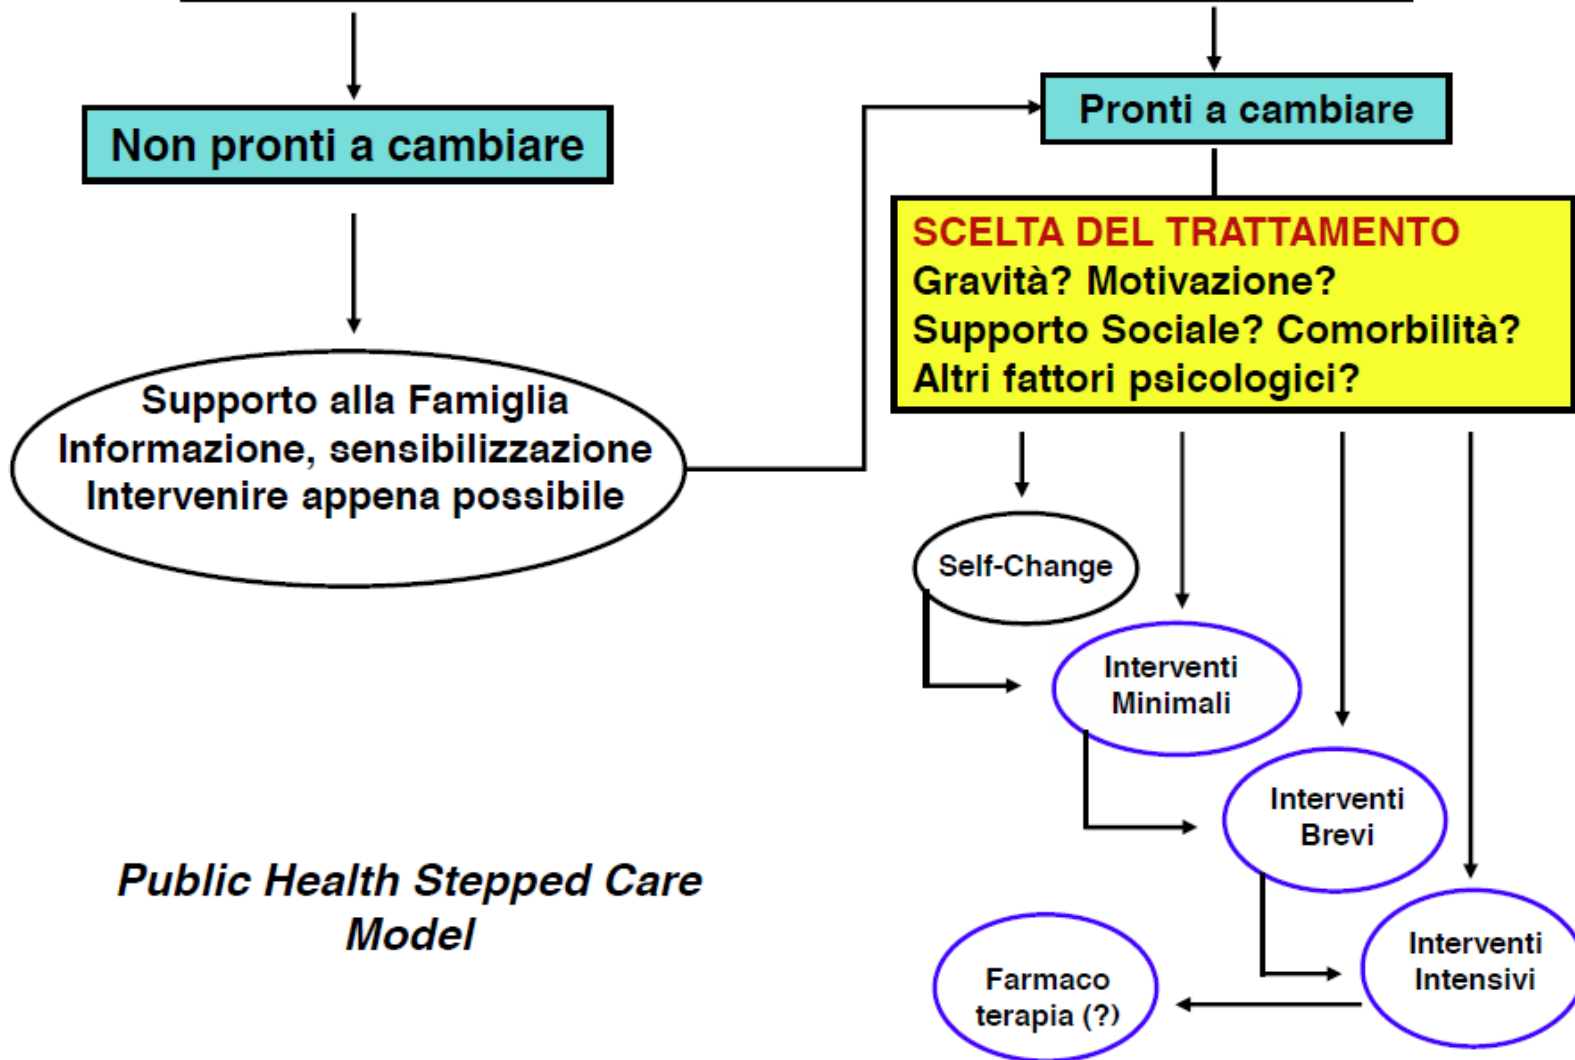 Non pronti a cambiare
Pronti a cambiare
SCELTA DEL TRATTAMENTO
Gravità? Motivazione?
Supporto Sociale? Comorbilità?
Altri fattori psicologici?
Supporto alla Famiglia
Informazione, sensibilizzazione
Intervenire appena possibile
Self-Change
Interventi
Minimali
Interventi
Brevi
Interventi
Intensivi
Farmaco
terapia (?)
Public Health Stepped Care
Model